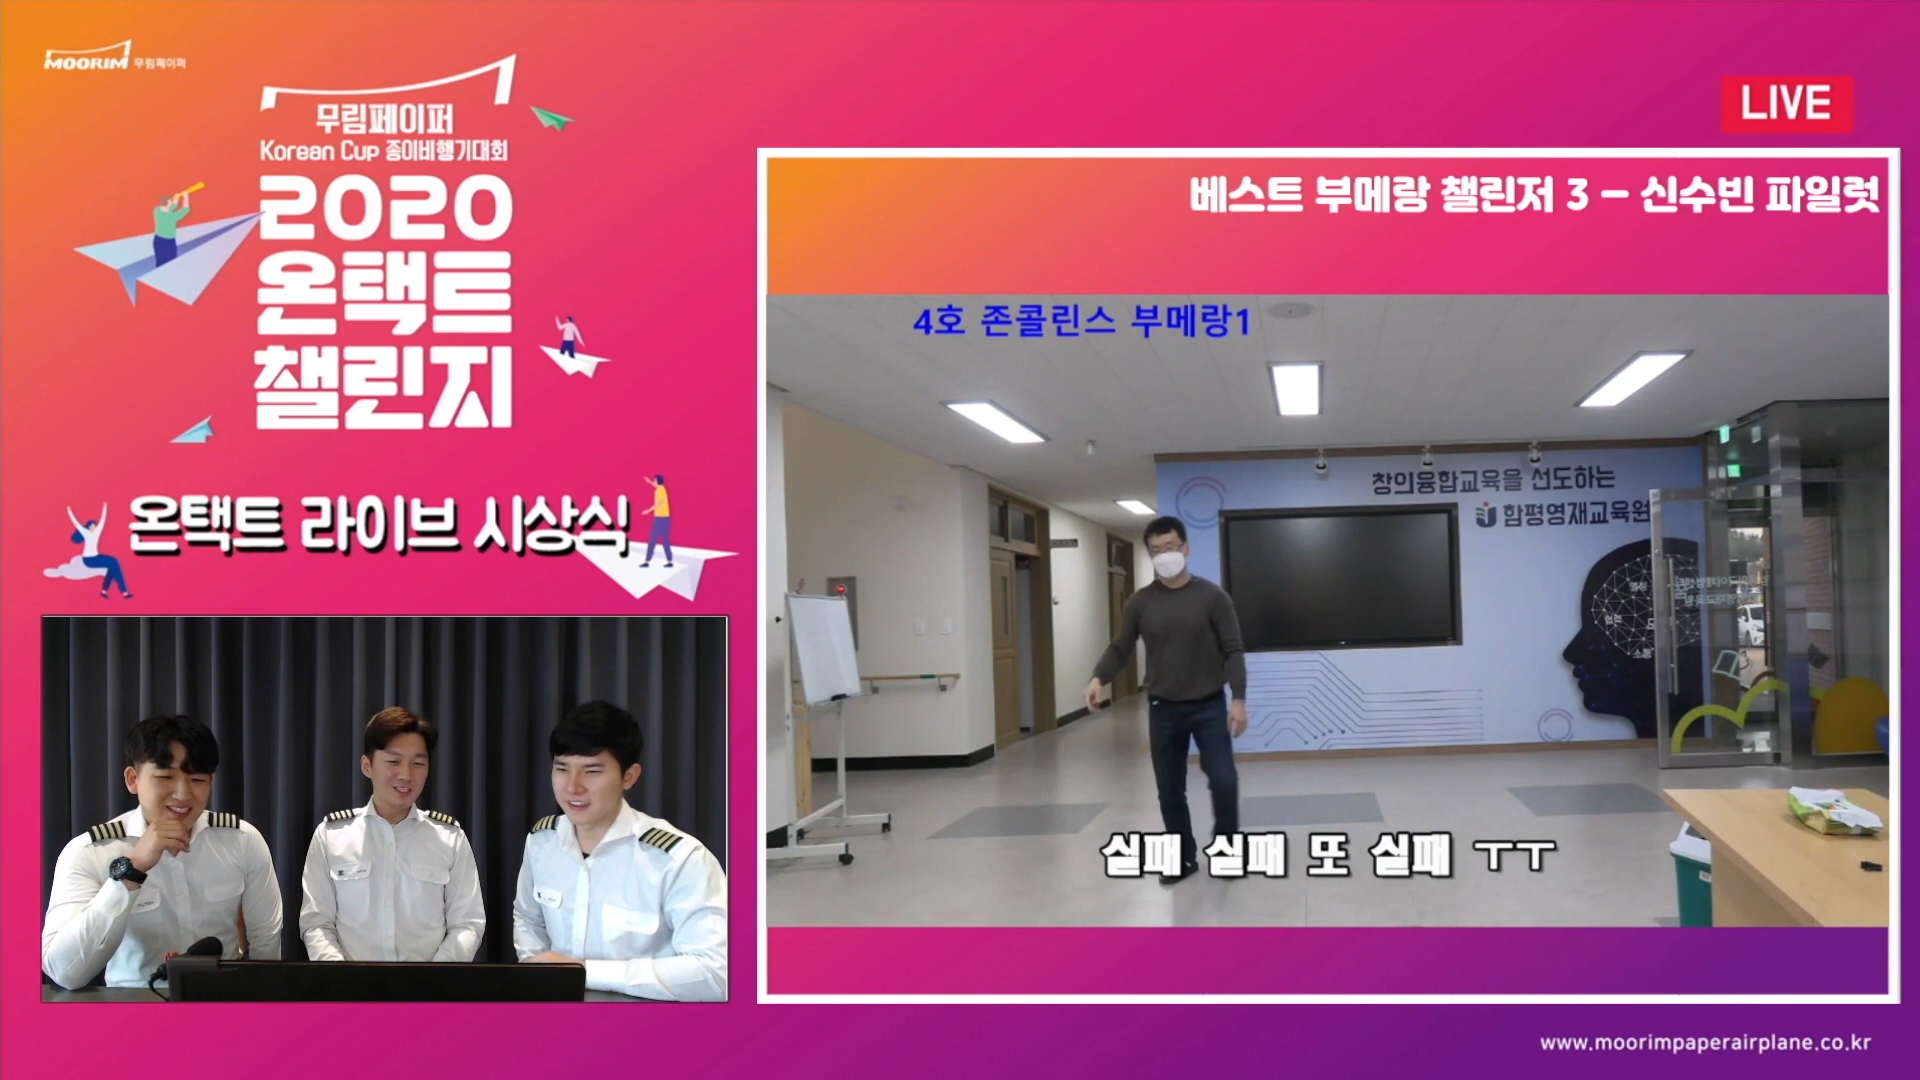 MOORIM 무림페이퍼
무림페이퍼
Korean Cup 종이비행기대회
2020
온택트
챌린지
온택트 라이브 시상식
LIVE
베스트 부메랑 챌린저 3 – 신수빈 파일럿
4호 존콜린스 부메랑1
창의융합교육을 선도하는
함평영재교육원
소통
실패 실패 또 실패 ㅜㅜ
www.moorimpaperairplane.co.kr